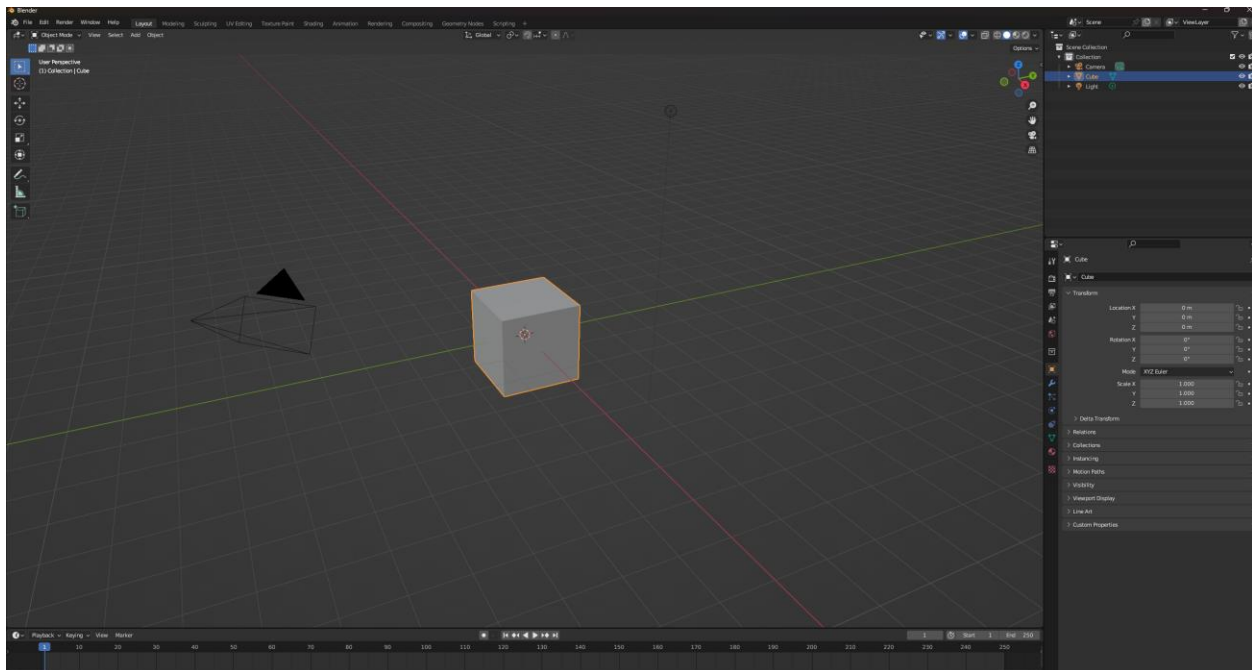 Blender
File Edit Render Window Help Layout Modeling Sculpting UV Editing Texture Paint Shading Animation Rendering Compositing Geometry Nodes Scripting + Scene ViewLayer
Object Mode View Select Add Object Global
Options
User Perspective
(1) Collection | Cube
X
Y
Z
Scene Collection
Collection
Camera
Cube
Light
Cube
Cube
Transform
Location X 0 m
Y 0 m
Z 0 m
Rotation X 0°
Y 0°
Z 0°
Mode XYZ Euler
Scale X 1.000
Y 1.000
Z 1.000
Delta Transform
Relations
Collections
Instancing
Motion Paths
Visibility
Viewport Display
Line Art
Custom Properties
Playback Keying View Marker 1 Start 1 End 250
1 10 20 30 40 50 60 70 80 90 100 110 120 130 140 150 160 170 180 190 200 210 220 230 240 250